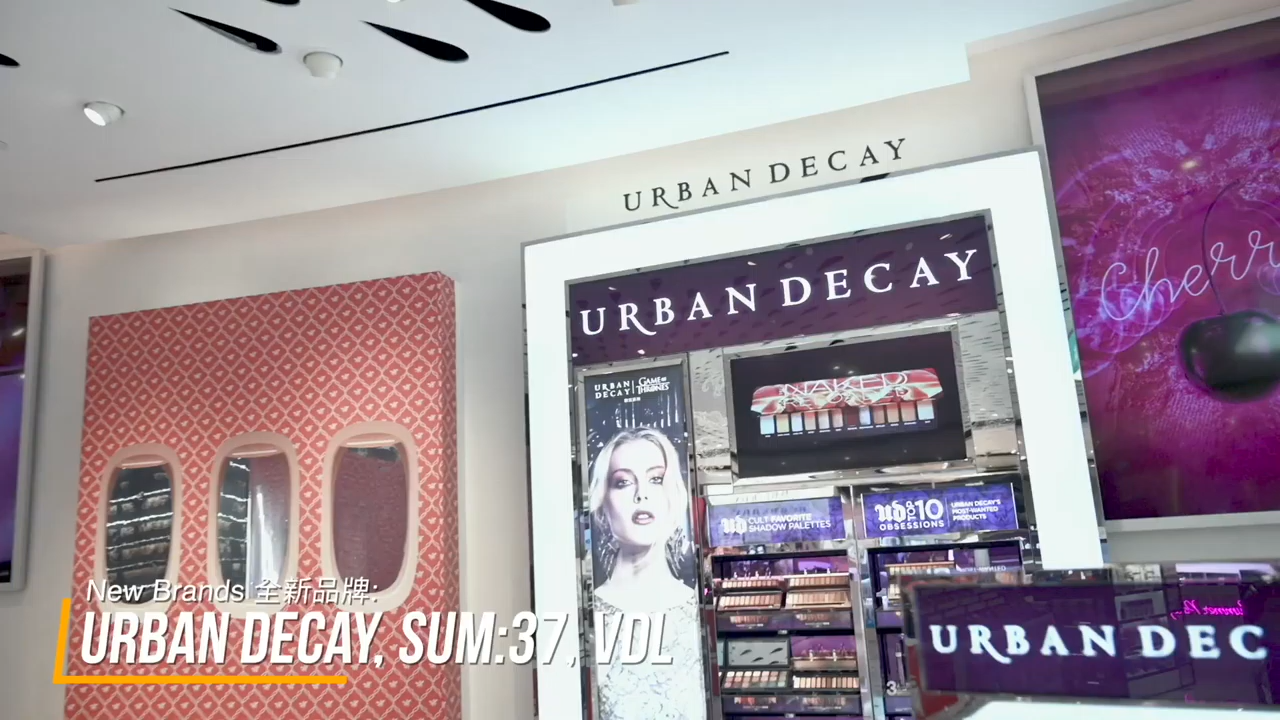 URBAN DECAY
URBAN DECAY
URBAN DECAY | GAME OF THRONES
NAKED
CULT FAVORITE
SHADOW PALETTES
10
OBSESSIONS
URBAN DECAY'S
MOST-WANTED
PRODUCTS
Cherr
New Brands 全新品牌:
URBAN DECAY, SUM:37, VDL
URBAN DEC